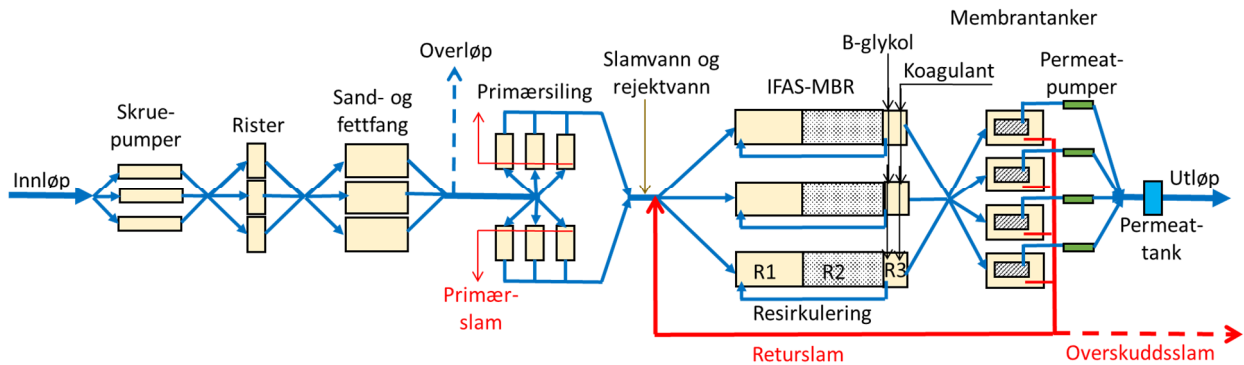 Innløp
Skrue-
pumper
Rister
Sand- og
fettfang
Overløp
Primærsiling
Primær-
slam
Slamvann og
rejektvann
IFAS-MBR
B-glykol
Koagulant
R1
R2
R3
Resirkulering
Membrantanker
Permeat-
pumper
Utløp
Permeat-
tank
Returslam
Overskuddsslam